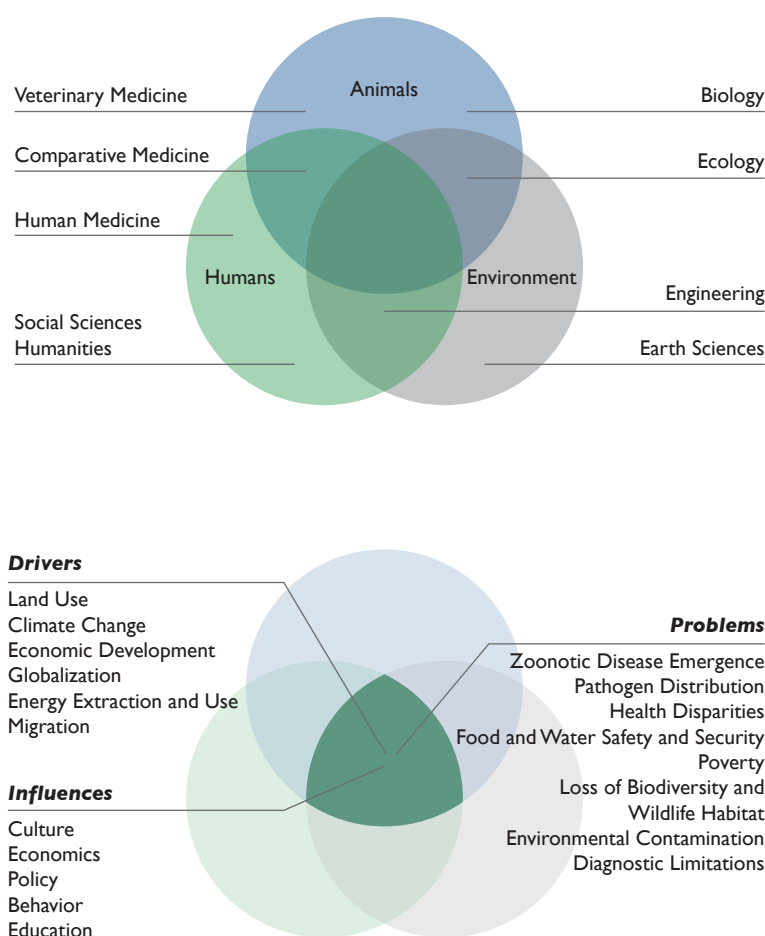 Animals
Veterinary Medicine
Biology
Comparative Medicine
Ecology
Human Medicine
Humans
Environment
Engineering
Social Sciences
Humanities
Earth Sciences
Drivers
Land Use
Climate Change
Economic Development
Globalization
Energy Extraction and Use
Migration
Problems
Zoonotic Disease Emergence
Pathogen Distribution
Health Disparities
Food and Water Safety and Security
Poverty
Loss of Biodiversity and
Wildlife Habitat
Environmental Contamination
Diagnostic Limitations
Influences
Culture
Economics
Policy
Behavior
Education